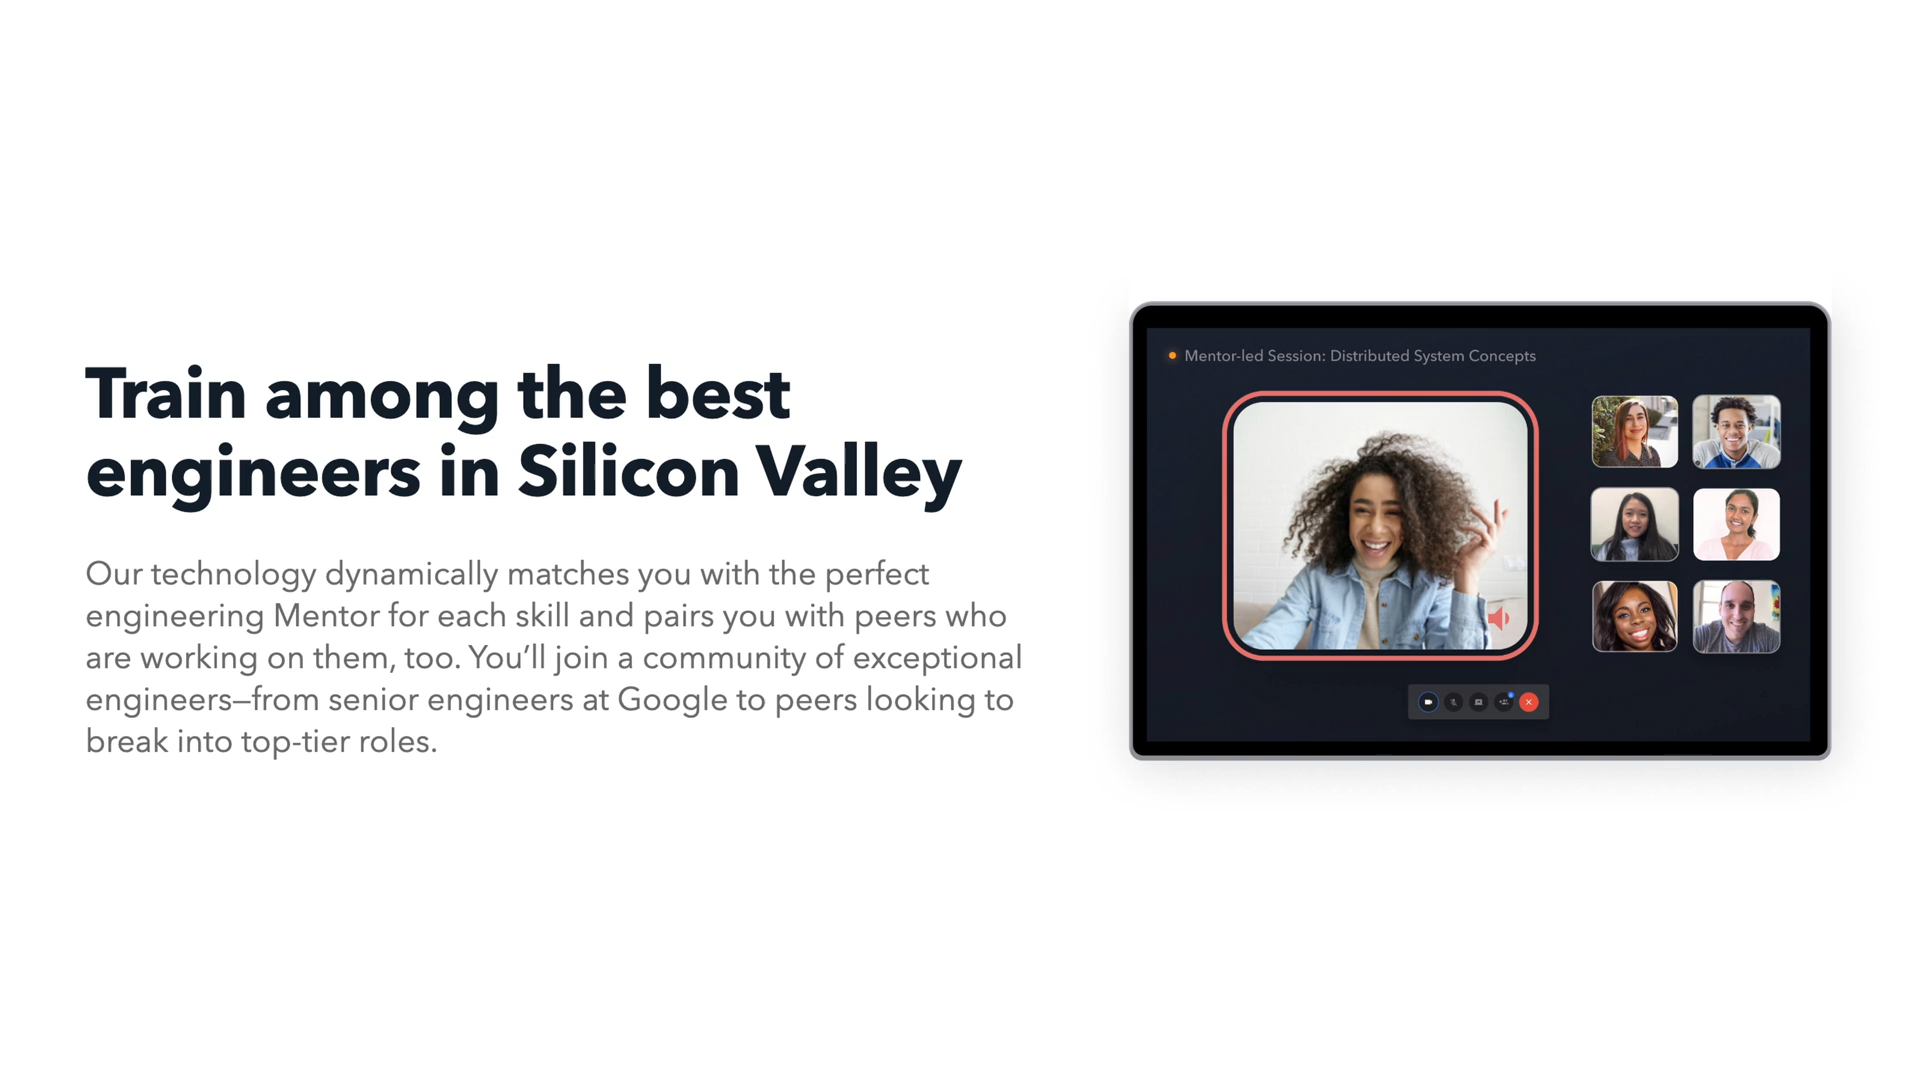 Train among the best
engineers in Silicon Valley
Our technology dynamically matches you with the perfect
engineering Mentor for each skill and pairs you with peers who
are working on them, too. You’ll join a community of exceptional
engineers—from senior engineers at Google to peers looking to
break into top-tier roles.
Mentor-led Session: Distributed System Concepts